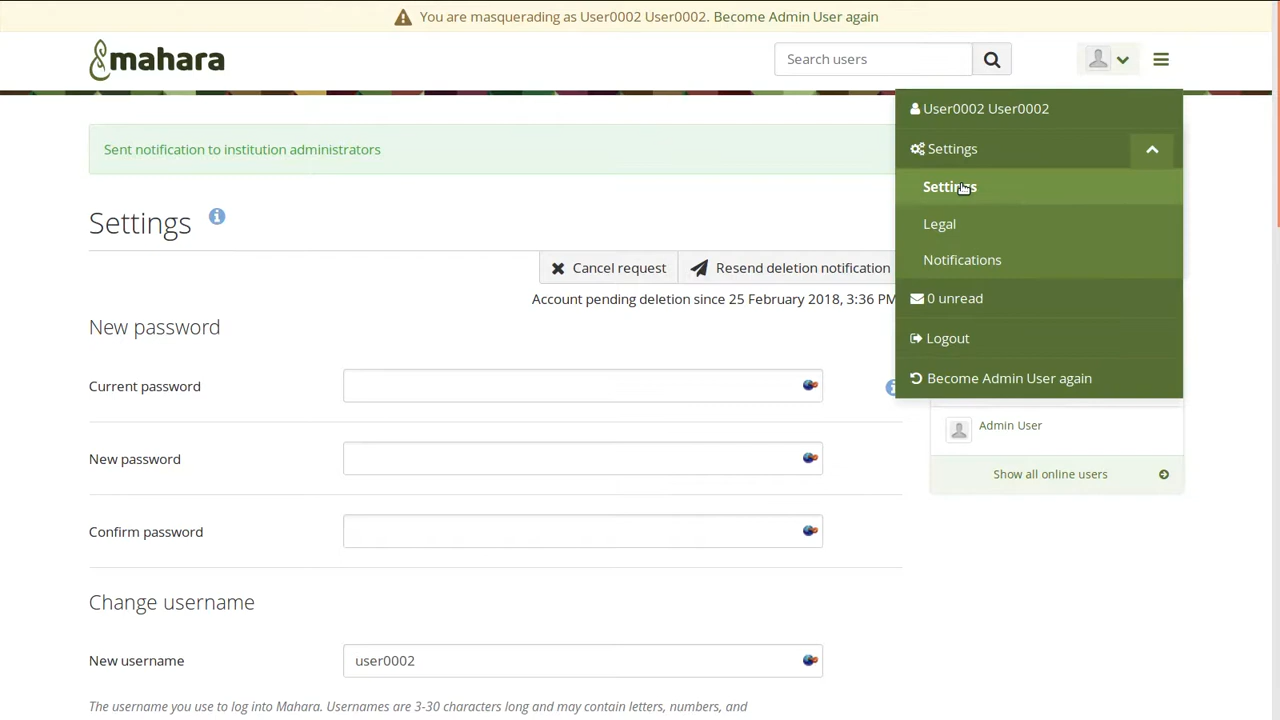 You are masquerading as User0002 User0002. Become Admin User again
mahara
Search users
User0002 User0002
Sent notification to institution administrators
Settings
Settings
Legal
Notifications
0 unread
Logout
Become Admin User again
Settings
Cancel request
Resend deletion notification
Account pending deletion since 25 February 2018, 3:36 PM
New password
Current password
Admin User
New password
Show all online users
Confirm password
Change username
New username
user0002
The username you use to log into Mahara. Usernames are 3-30 characters long and may contain letters, numbers, and